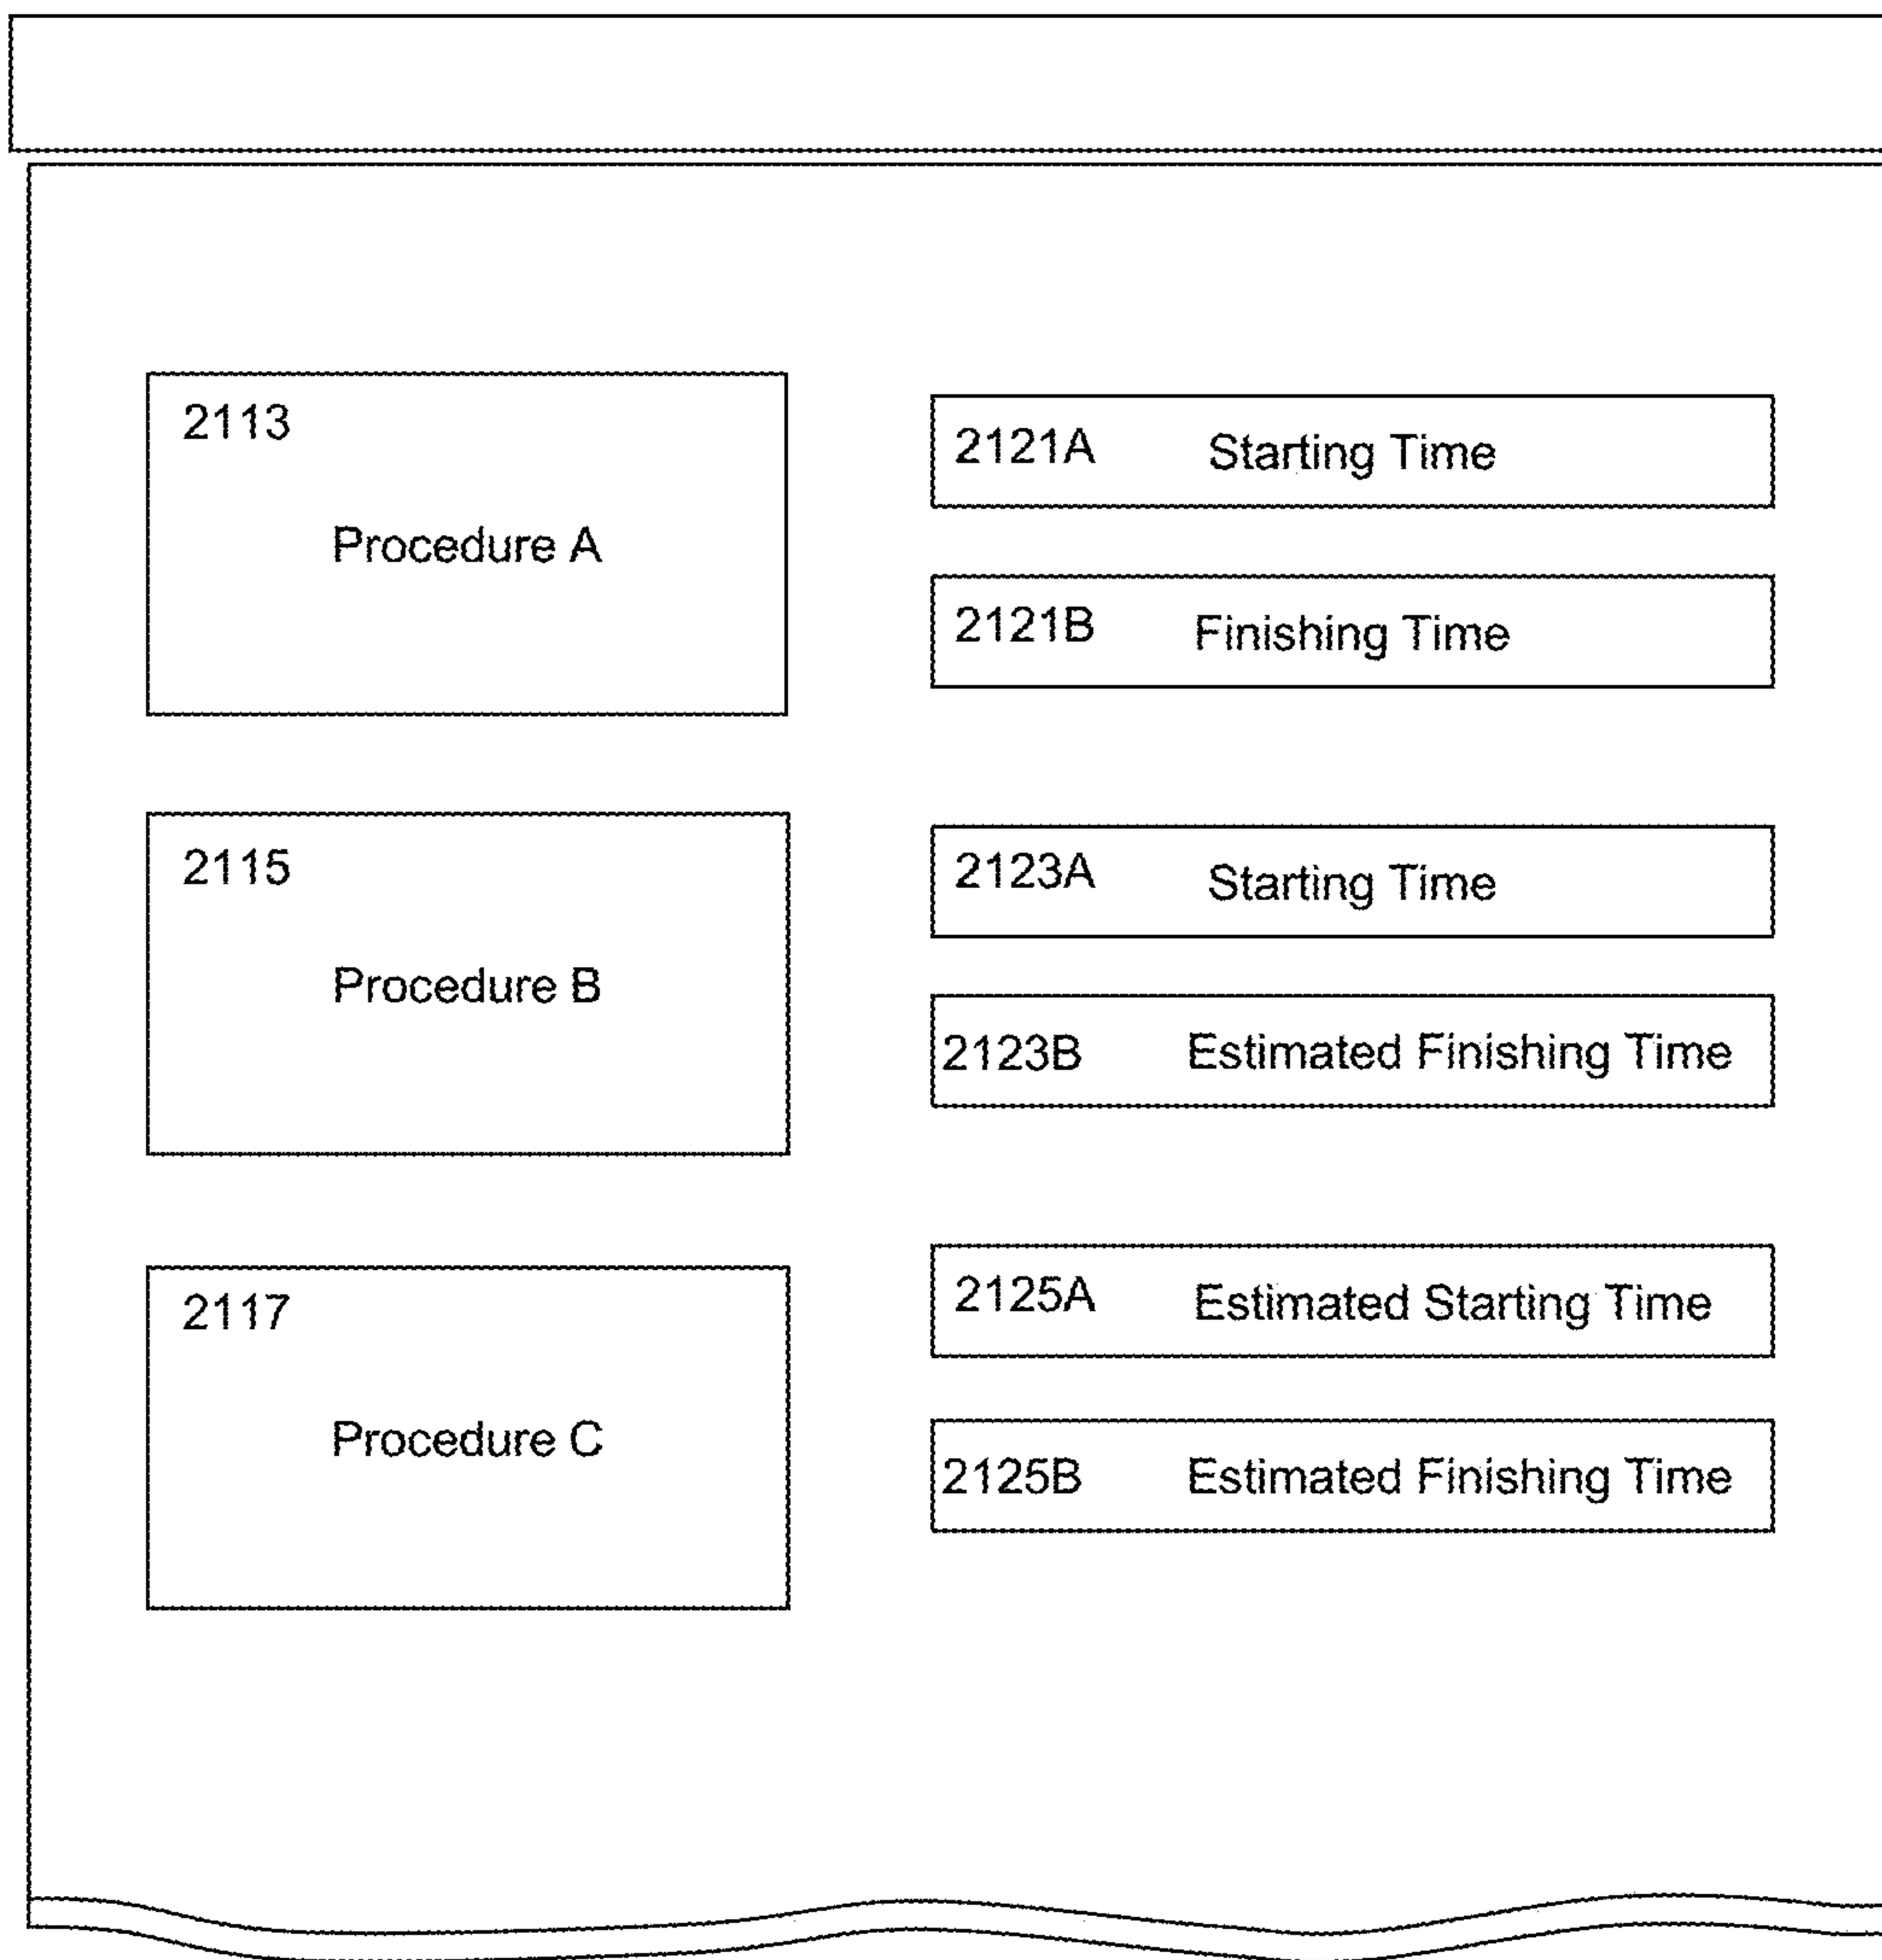 2113
Procedure A
2121A Starting Time
2121B Finishing Time
2115
Procedure B
2123A Starting Time
2123B Estimated Finishing Time
2117
Procedure C
2125A Estimated Starting Time
2125B Estimated Finishing Time